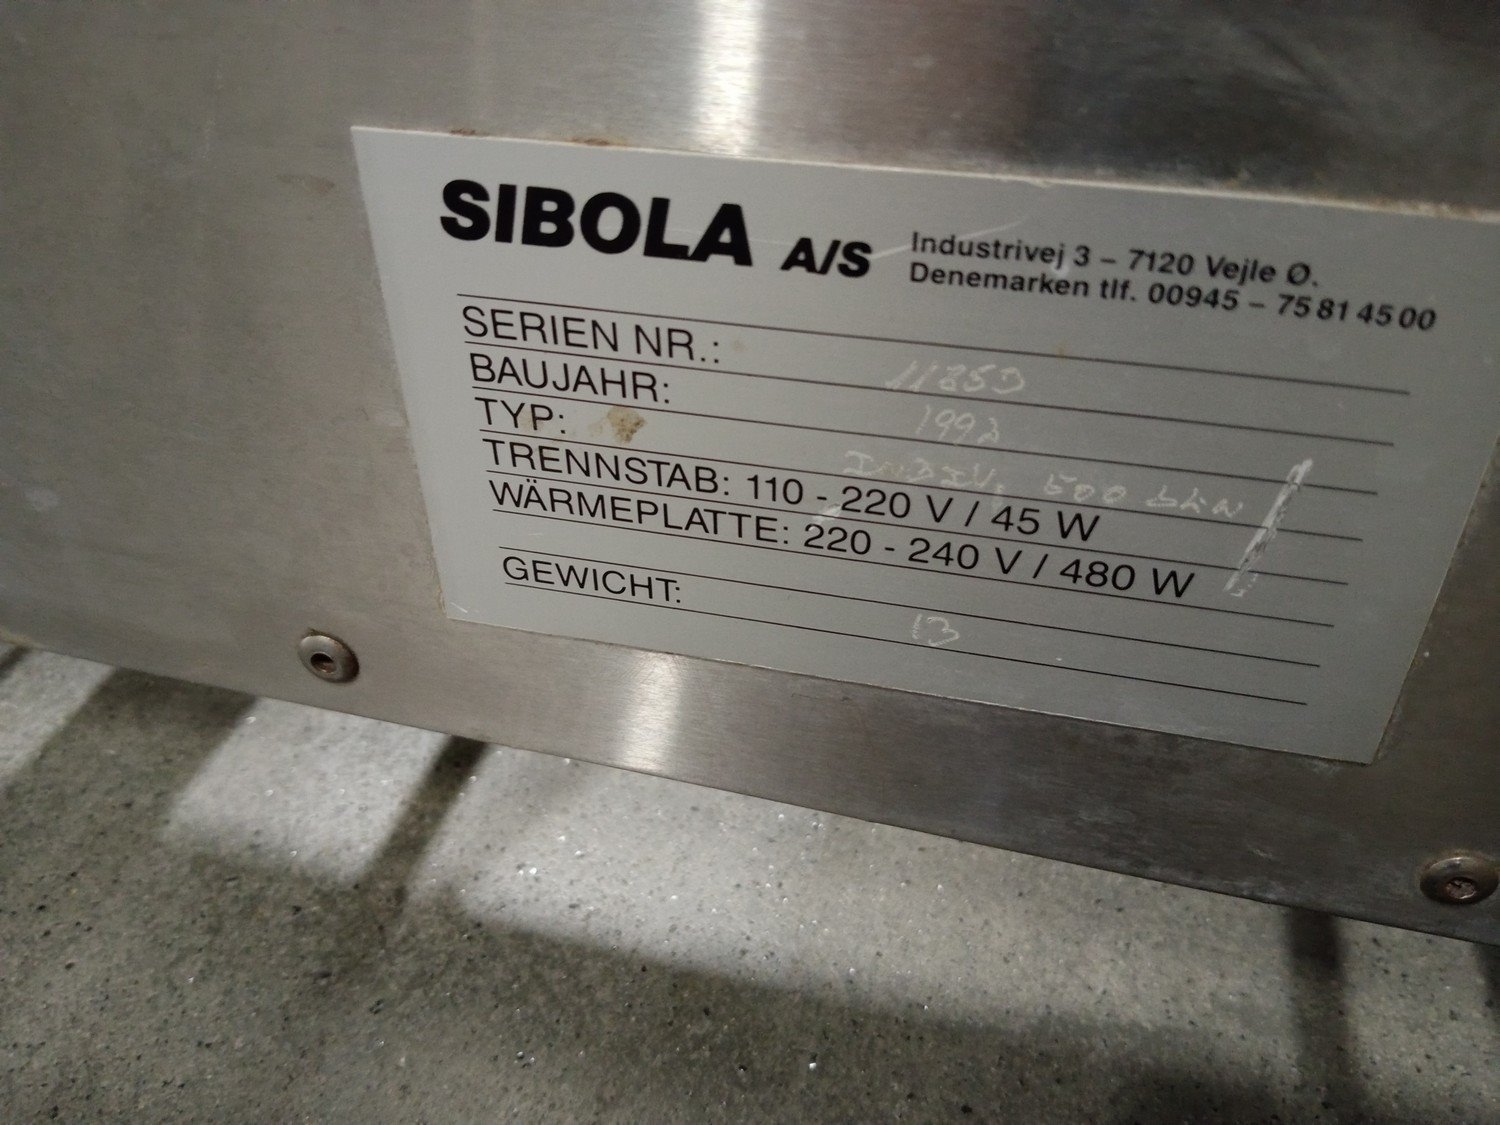 SIBOLA A/S
Industrivej 3 – 7120 Vejle Ø.
Denemarken tlf. 00945 – 75 81 45 00
SERIEN NR.:
BAUJAHR: 1992
TYP: 500
TRENNSTAB: 110 - 220 V / 45 W
WÄRMEPLATTE: 220 - 240 V / 480 W
GEWICHT: 13